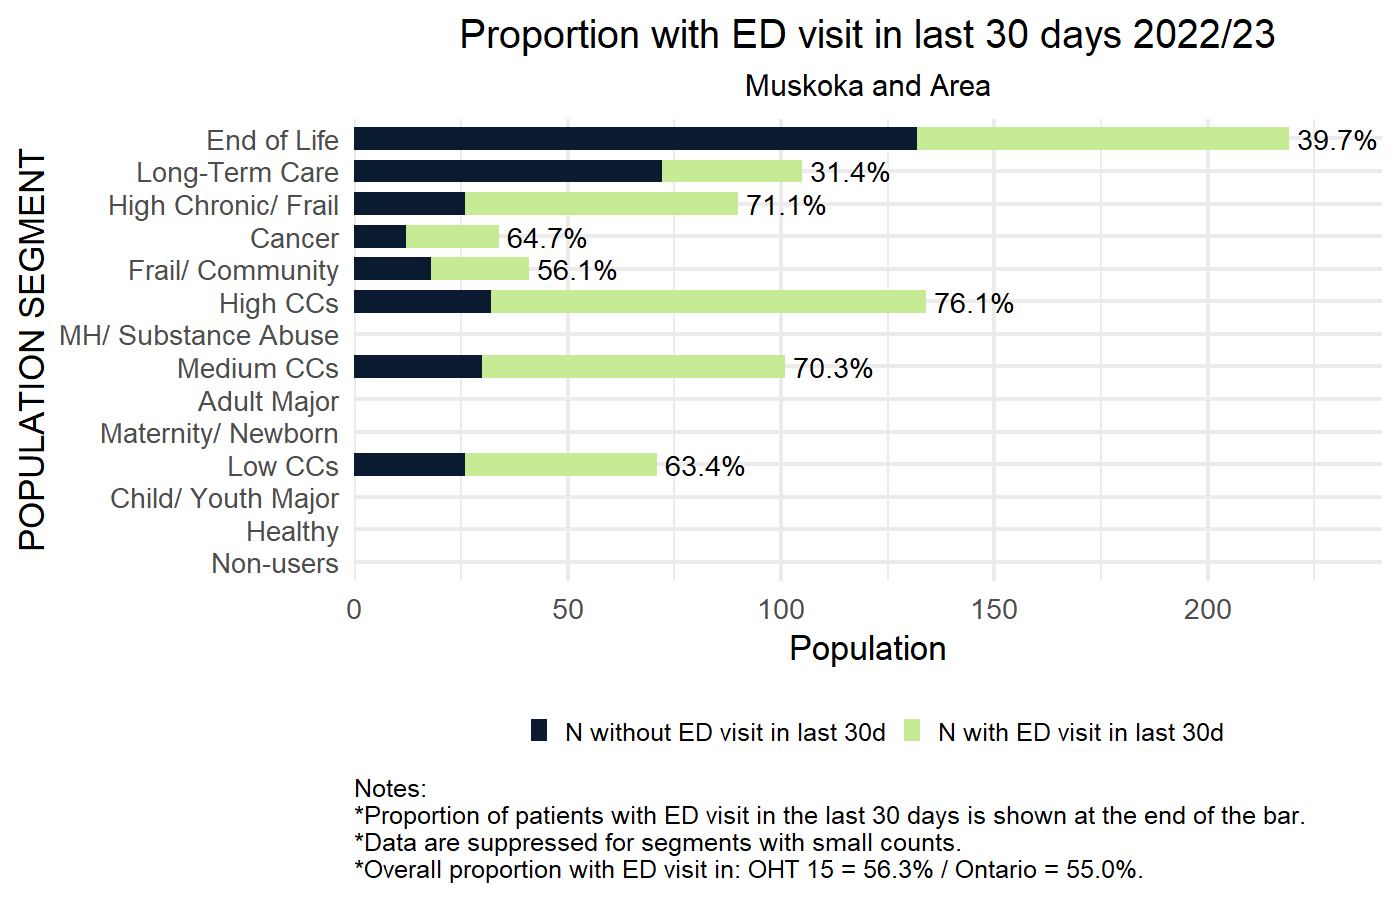 Proportion with ED visit in last 30 days 2022/23
Muskoka and Area
POPULATION SEGMENT
End of Life 39.7%
Long-Term Care 31.4%
High Chronic/ Frail 71.1%
Cancer 64.7%
Frail/ Community 56.1%
High CCs 76.1%
MH/ Substance Abuse
Medium CCs 70.3%
Adult Major
Maternity/ Newborn
Low CCs 63.4%
Child/ Youth Major
Healthy
Non-users
0 50 100 150 200
Population
N without ED visit in last 30d N with ED visit in last 30d
Notes:
*Proportion of patients with ED visit in the last 30 days is shown at the end of the bar.
*Data are suppressed for segments with small counts.
*Overall proportion with ED visit in: OHT 15 = 56.3% / Ontario = 55.0%.